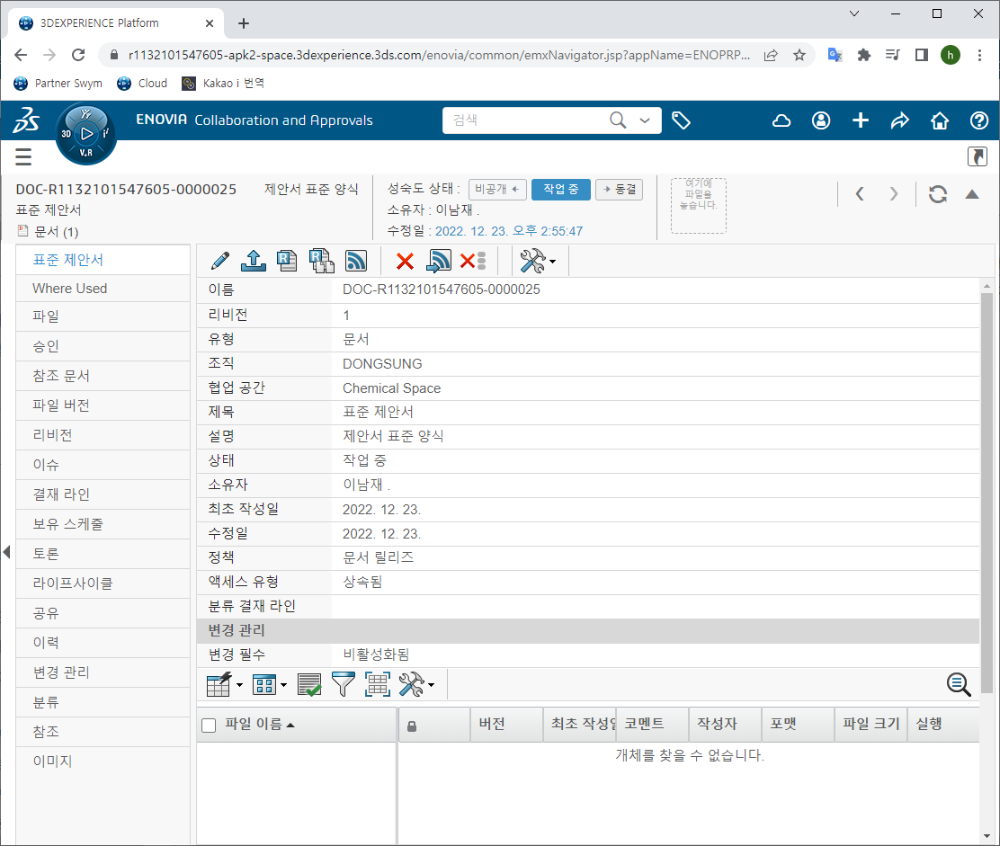 3DEXPERIENCE Platform
r1132101547605-apk2-space.3dexperience.3ds.com/enovia/common/emxNavigator.jsp?appName=ENOPRP...
h
Partner Swym Cloud Kakao i 번역
3DS
3D V.R
ENOVIA Collaboration and Approvals
검색
DOC-R1132101547605-0000025 제안서 표준 양식
표준 제안서
문서 (1)
성숙도 상태 : 비공개 작업 중 동결
소유자 : 이남재 .
수정일 : 2022. 12. 23. 오후 2:55:47
여기에
파일을
놓습니다.
표준 제안서
Where Used
파일
승인
참조 문서
파일 버전
리비전
이슈
결재 라인
보유 스케줄
토론
라이프사이클
공유
이력
변경 관리
분류
참조
이미지
이름 DOC-R1132101547605-0000025
리비전 1
유형 문서
조직 DONGSUNG
협업 공간 Chemical Space
제목 표준 제안서
설명 제안서 표준 양식
상태 작업 중
소유자 이남재 .
최초 작성일 2022. 12. 23.
수정일 2022. 12. 23.
정책 문서 릴리즈
액세스 유형 상속됨
분류 결재 라인
변경 관리
변경 필수 비활성화됨
파일 이름 버전 최초 작성일 코멘트 작성자 포맷 파일 크기 실행
개체를 찾을 수 없습니다.